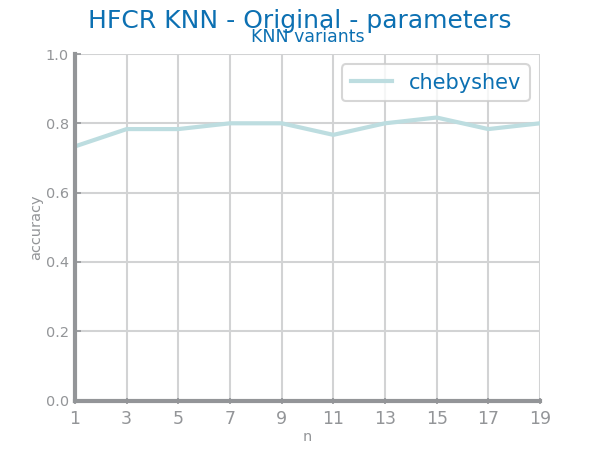 HFCR KNN - Original - parameters
KNN variants
chebyshev
1.0
0.8
0.6
0.4
0.2
0.0
accuracy
1 3 5 7 9 11 13 15 17 19
n